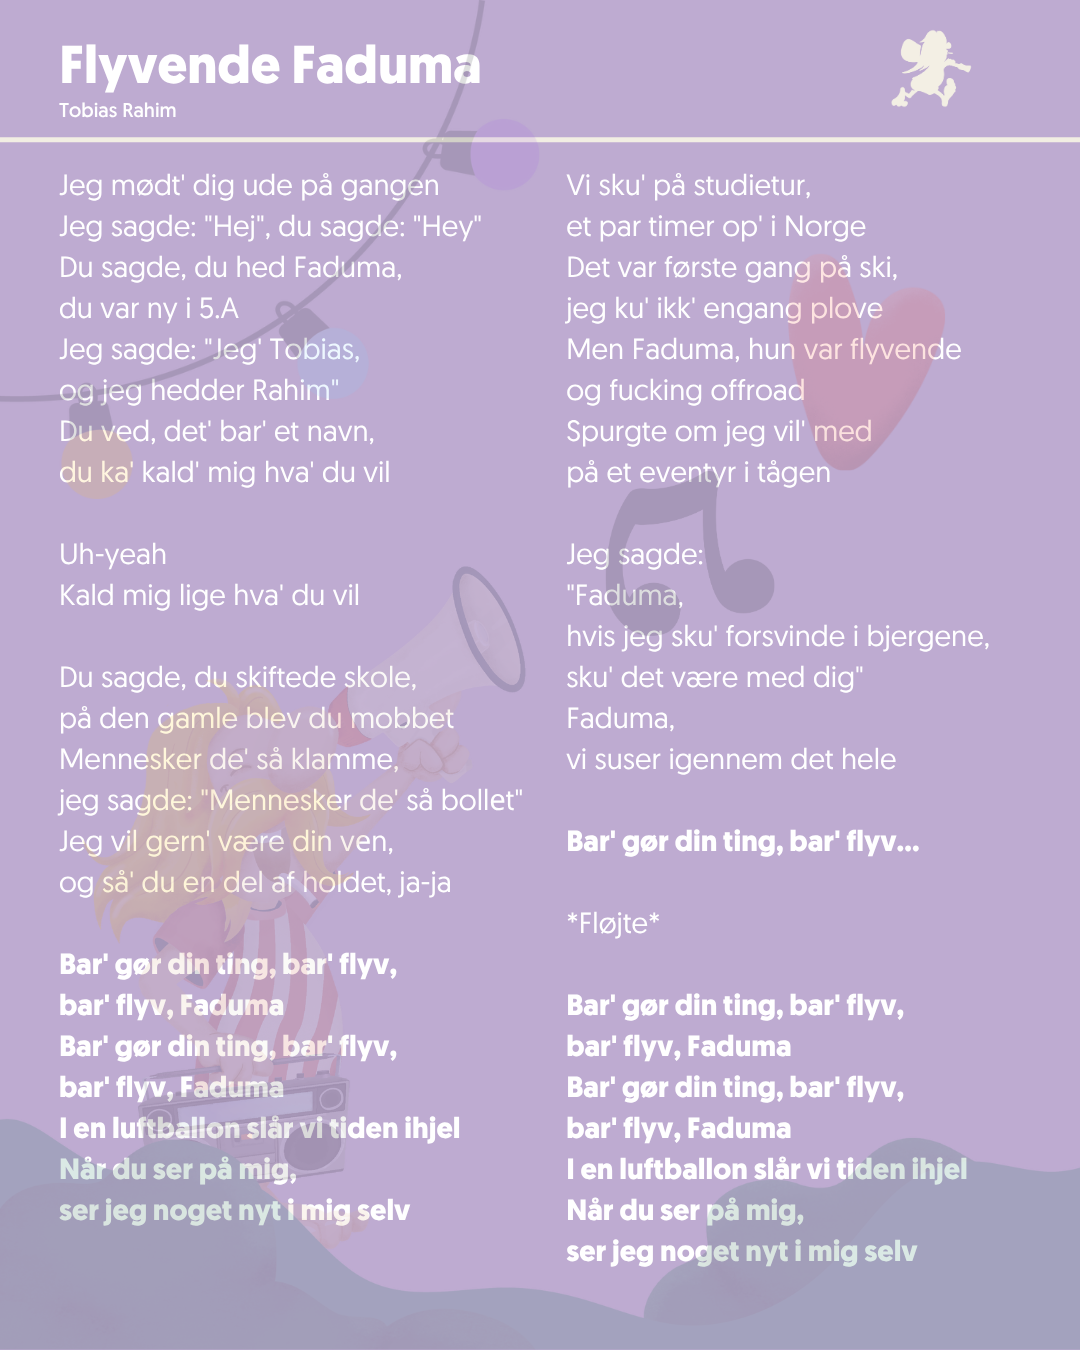 Flyvende Faduma
Tobias Rahim
Jeg mødt' dig ude på gangen
Jeg sagde: "Hej", du sagde: "Hey"
Du sagde, du hed Faduma,
du var ny i 5.A
Jeg sagde: "Jeg' Tobias,
og jeg hedder Rahim"
Du ved, det' bar' et navn,
du ka' kald' mig hva' du vil
Uh-yeah
Kald mig lige hva' du vil
Du sagde, du skiftede skole,
på den gamle blev du mobbet
Mennesker de' så klamme,
jeg sagde: "Mennesker de' så bollet"
Jeg vil gern' være din ven,
og så' du en del af holdet, ja-ja
Bar' gør din ting, bar' flyv,
bar' flyv, Faduma
Bar' gør din ting, bar' flyv,
bar' flyv, Faduma
I en luftballon slår vi tiden ihjel
Når du ser på mig,
ser jeg noget nyt i mig selv
Vi sku' på studietur,
et par timer op' i Norge
Det var første gang på ski,
jeg ku' ikk' engang plove
Men Faduma, hun var flyvende
og fucking offroad
Spurgte om jeg vil' med
på et eventyr i tågen
Jeg sagde:
"Faduma,
hvis jeg sku' forsvinde i bjergene,
sku' det være med dig"
Faduma,
vi suser igennem det hele
Bar' gør din ting, bar' flyv...
*Fløjte*
Bar' gør din ting, bar' flyv,
bar' flyv, Faduma
Bar' gør din ting, bar' flyv,
bar' flyv, Faduma
I en luftballon slår vi tiden ihjel
Når du ser på mig,
ser jeg noget nyt i mig selv